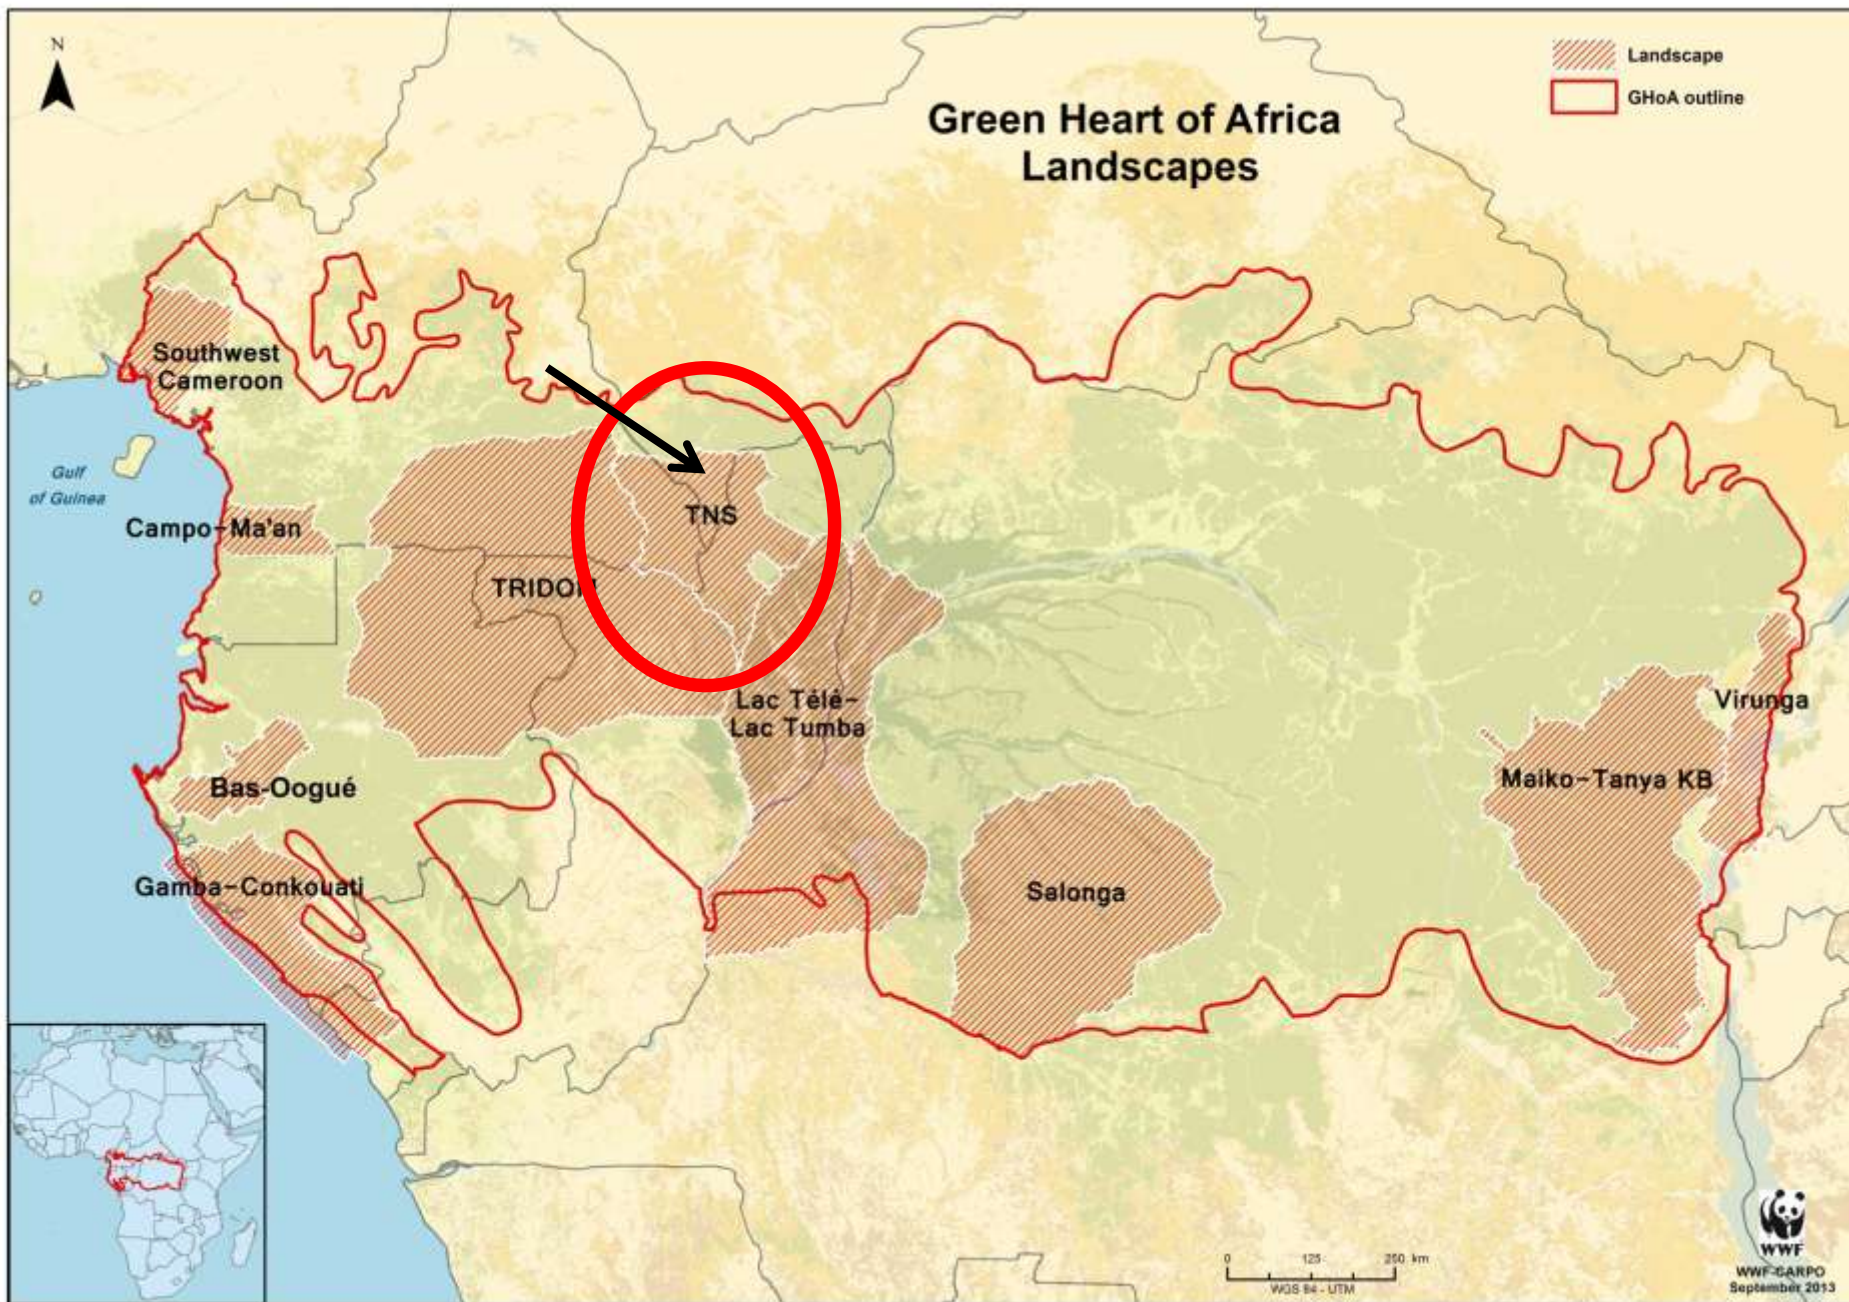 N
Landscape
GHoA outline
Green Heart of Africa
Landscapes
Southwest
Cameroon
Gulf
of Guinea
Campo-Ma'an
TNS
TRIDOM
Lac Télé-
Lac Tumba
Virunga
Bas-Oogué
Maiko-Tanya KB
Gamba-Conkouati
Salonga
0 125 250 km
WGS 84 - UTM
WWF
WWF-CARPO
September 2013